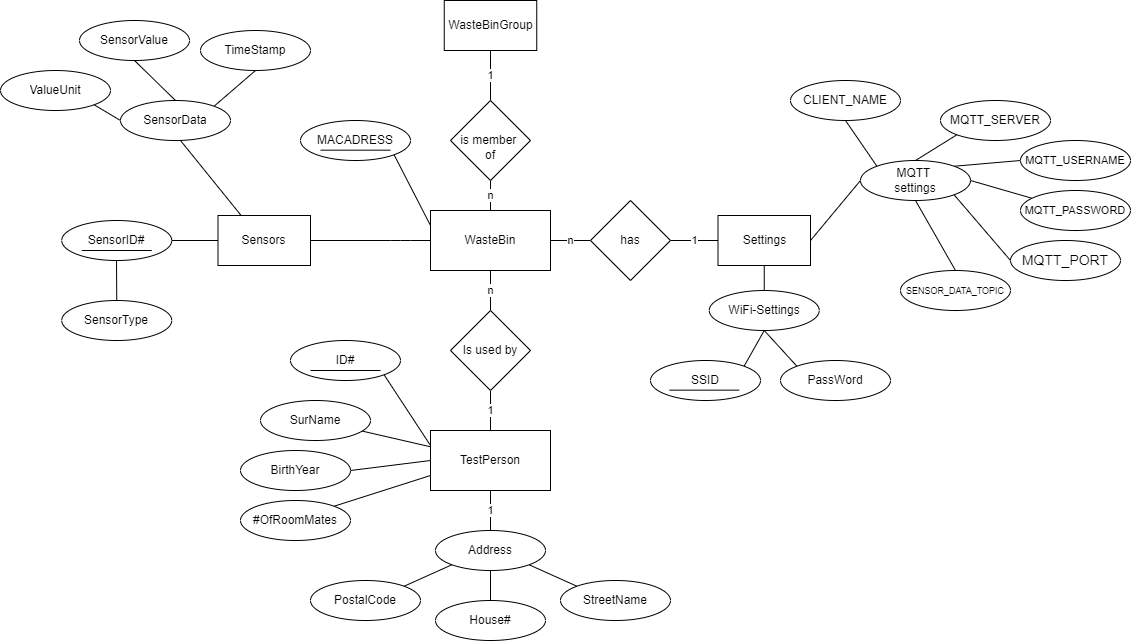 WasteBinGroup
SensorValue
TimeStamp
1
ValueUnit
CLIENT_NAME
SensorData
MQTT_SERVER
MACADRESS
is member
of
MQTT_USERNAME
MQTT
settings
n
MQTT_PASSWORD
SensorID#
Sensors
WasteBin
n
has
1
Settings
MQTT_PORT
n
SENSOR_DATA_TOPIC
WiFi-Settings
SensorType
Is used by
ID#
SSID
PassWord
1
SurName
TestPerson
BirthYear
1
#OfRoomMates
Address
PostalCode
StreetName
House#